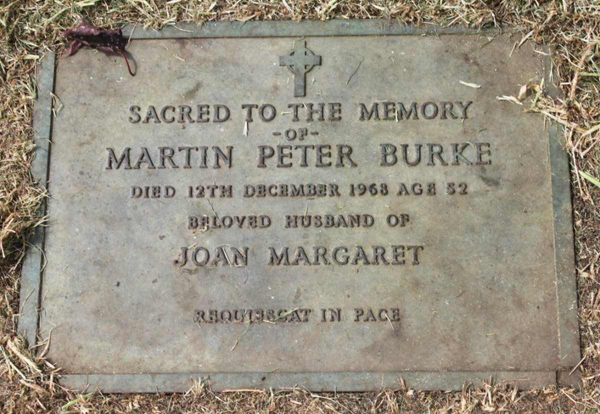 SACRED TO THE MEMORY
-OF-
MARTIN PETER BURKE
DIED 12TH DECEMBER 1968 AGE 52
BELOVED HUSBAND OF
JOAN MARGARET
REQUIESCAT IN PACE